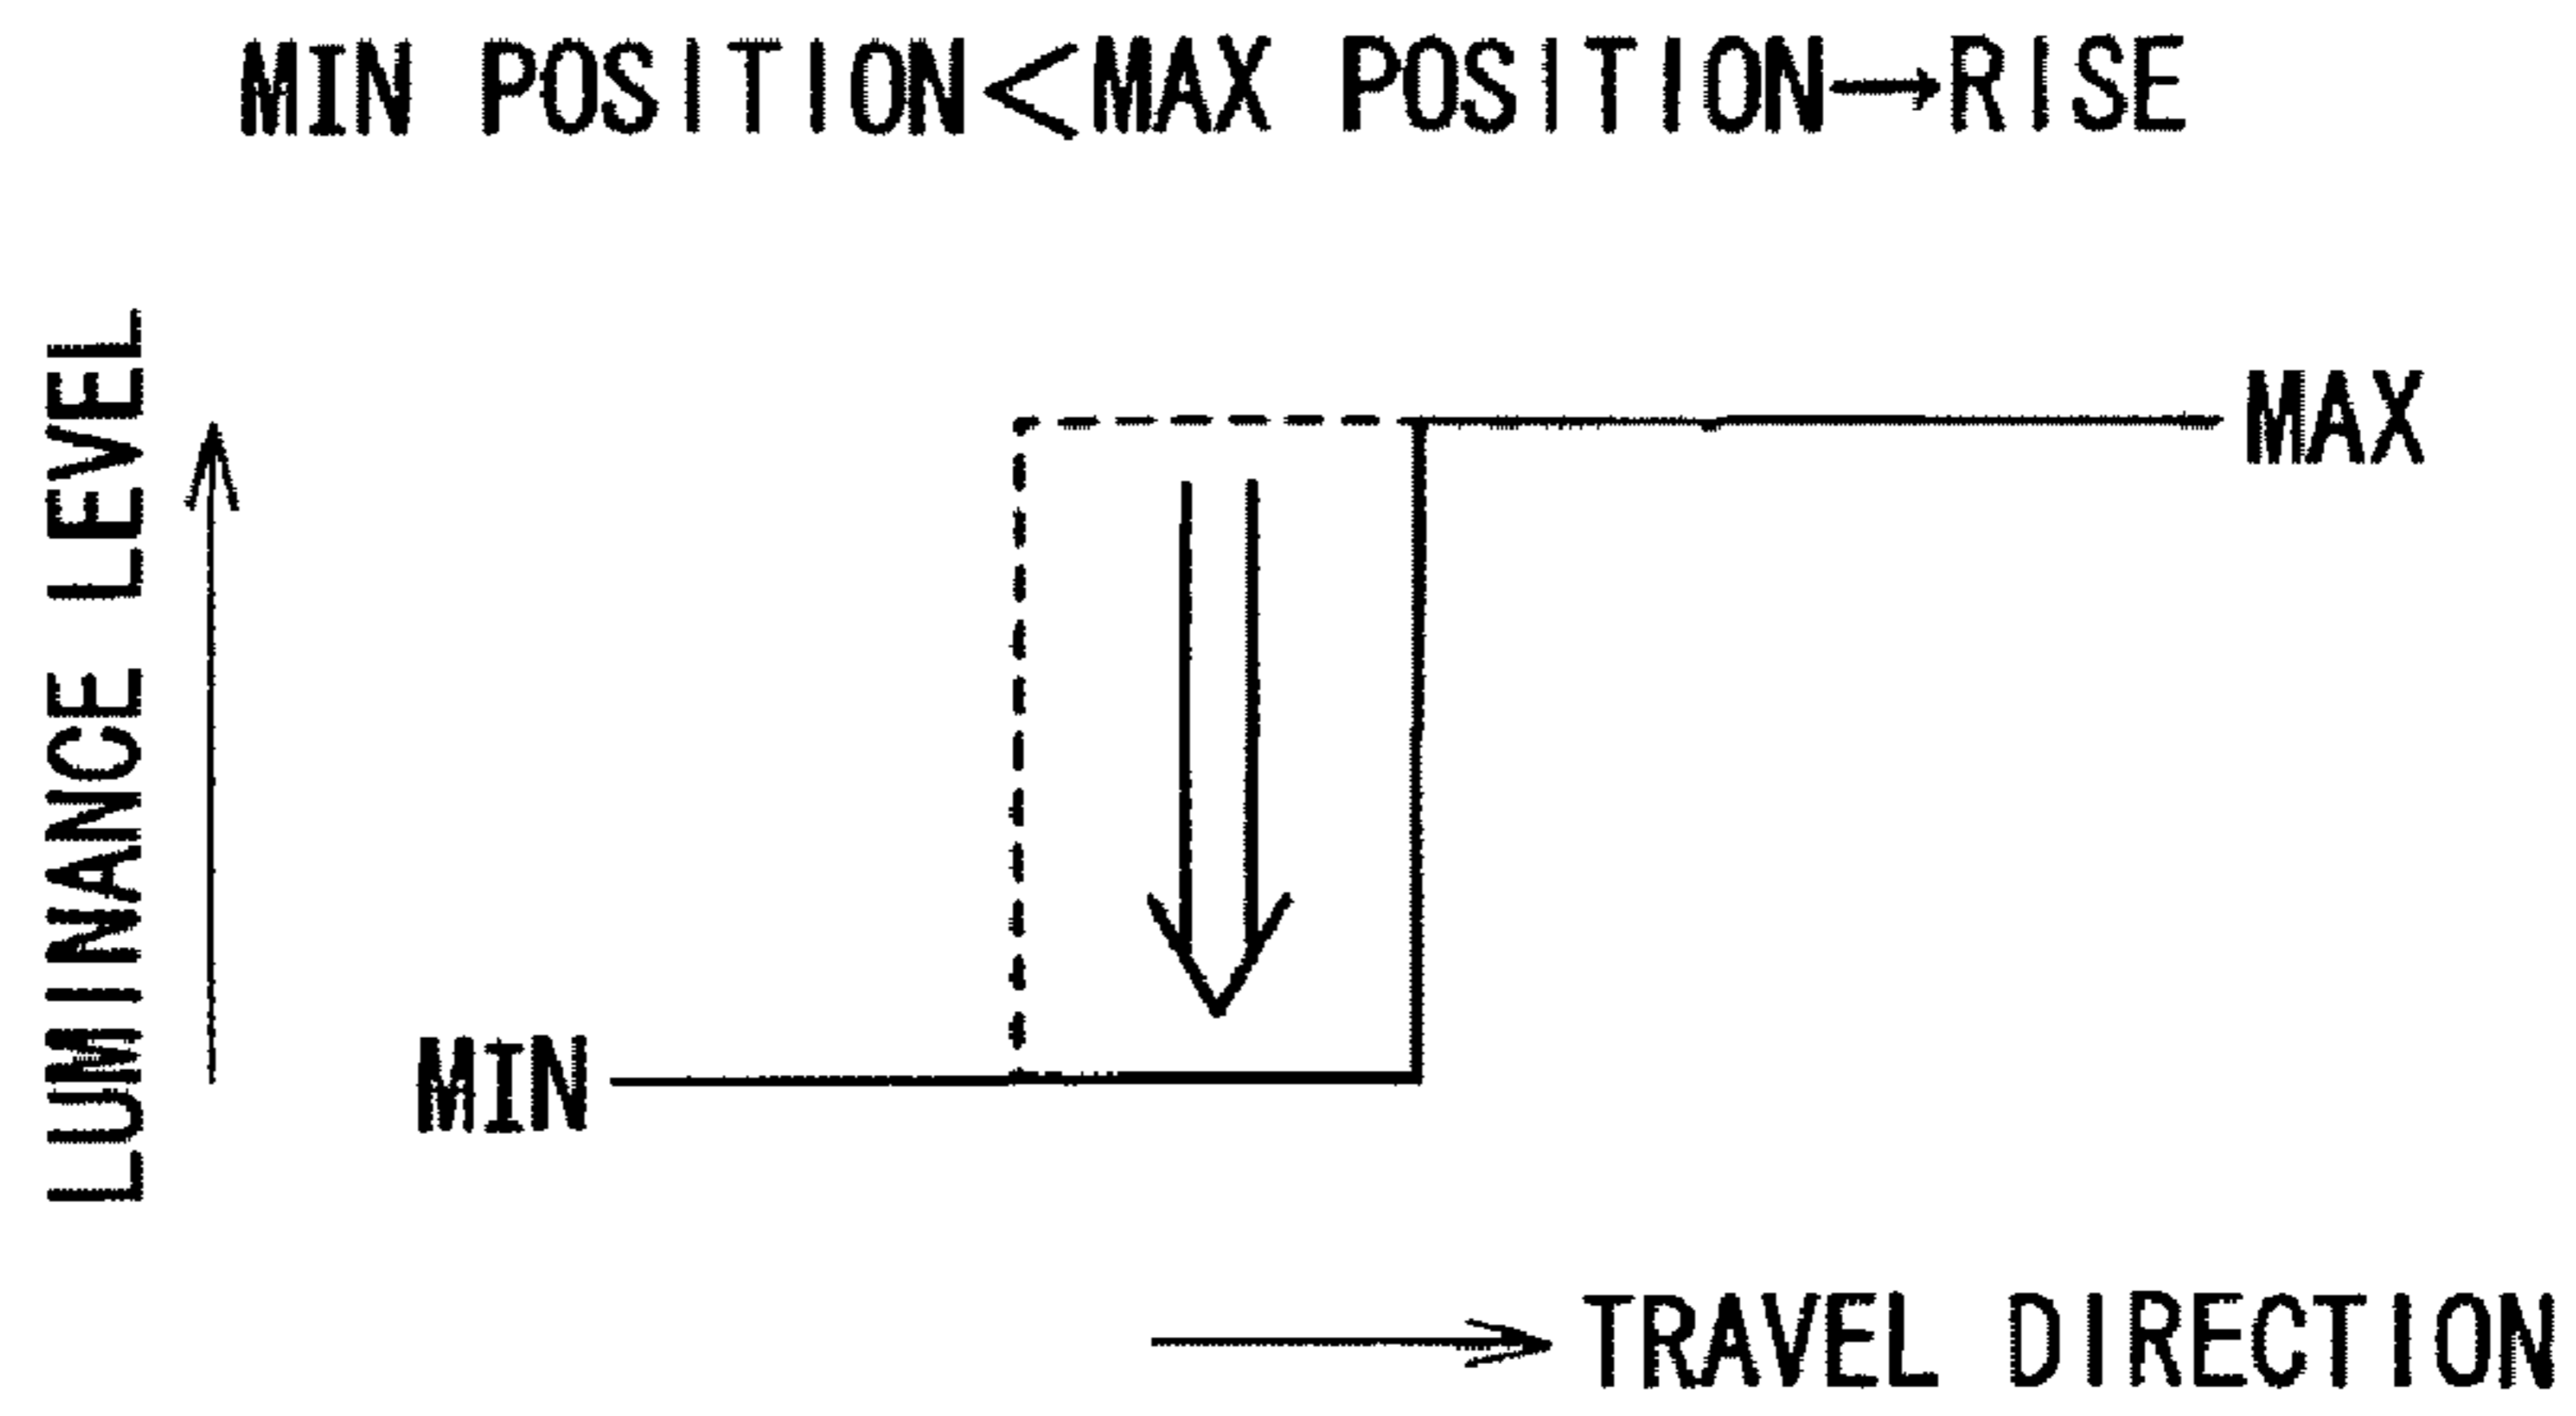 MIN POSITION<MAX POSITION→RISE
LUMINANCE LEVEL
MAX
MIN
TRAVEL DIRECTION